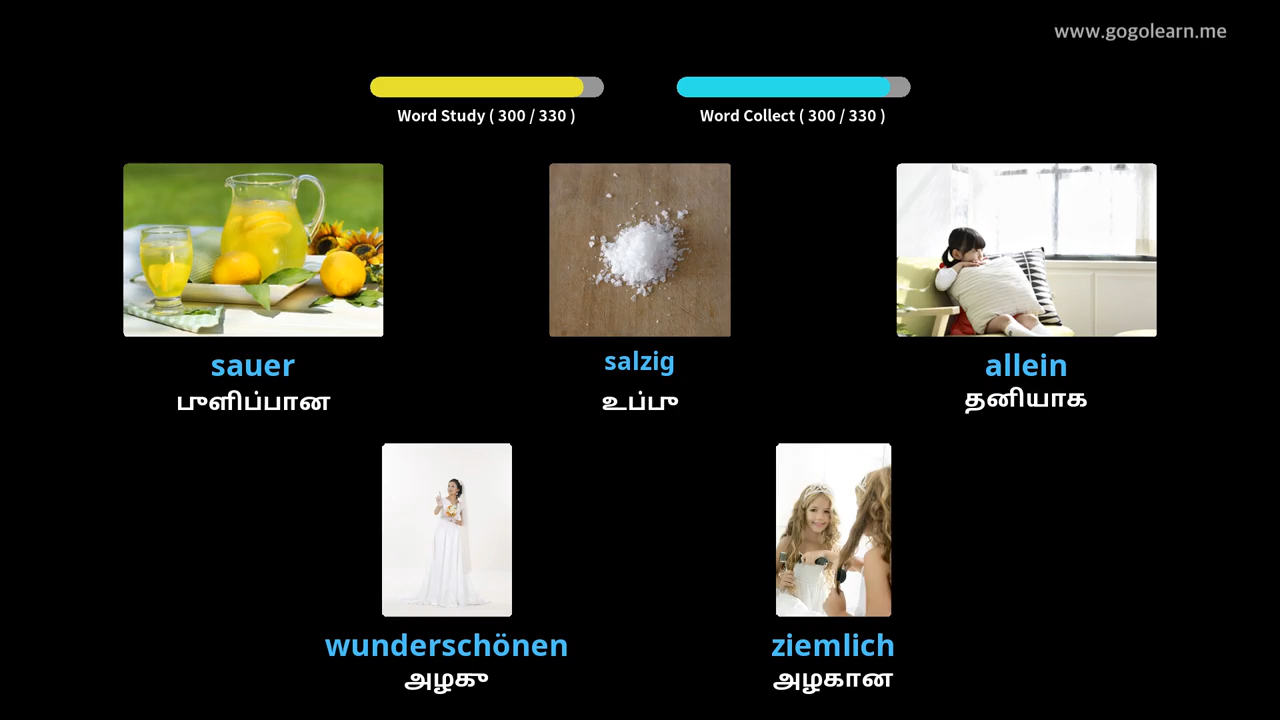 www.gogolearn.me
Word Study ( 300 / 330 )
Word Collect ( 300 / 330 )
sauer
புளிப்பான
salzig
உப்பு
allein
தனியாக
wunderschönen
அழகு
ziemlich
அழகான